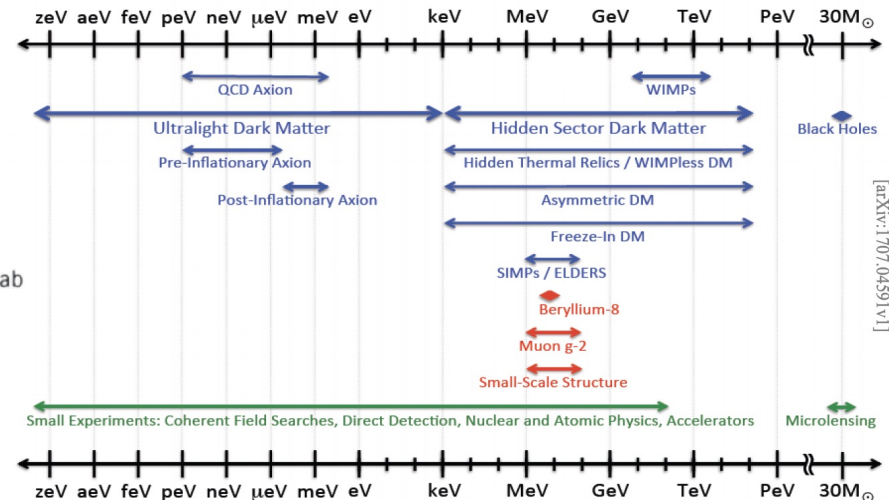 zeV aeV feV peV neV μeV meV eV keV MeV GeV TeV PeV 30M☉
QCD Axion
WIMPs
Ultralight Dark Matter
Hidden Sector Dark Matter
Black Holes
Pre-Inflationary Axion
Hidden Thermal Relics / WIMPless DM
Post-Inflationary Axion
Asymmetric DM
Freeze-In DM
SIMPs / ELDERS
ab
Beryllium-8
Muon g-2
Small-Scale Structure
Small Experiments: Coherent Field Searches, Direct Detection, Nuclear and Atomic Physics, Accelerators
Microlensing
zeV aeV feV peV neV μeV meV eV keV MeV GeV TeV PeV 30M☉
[arXiv:1707.04591v1]